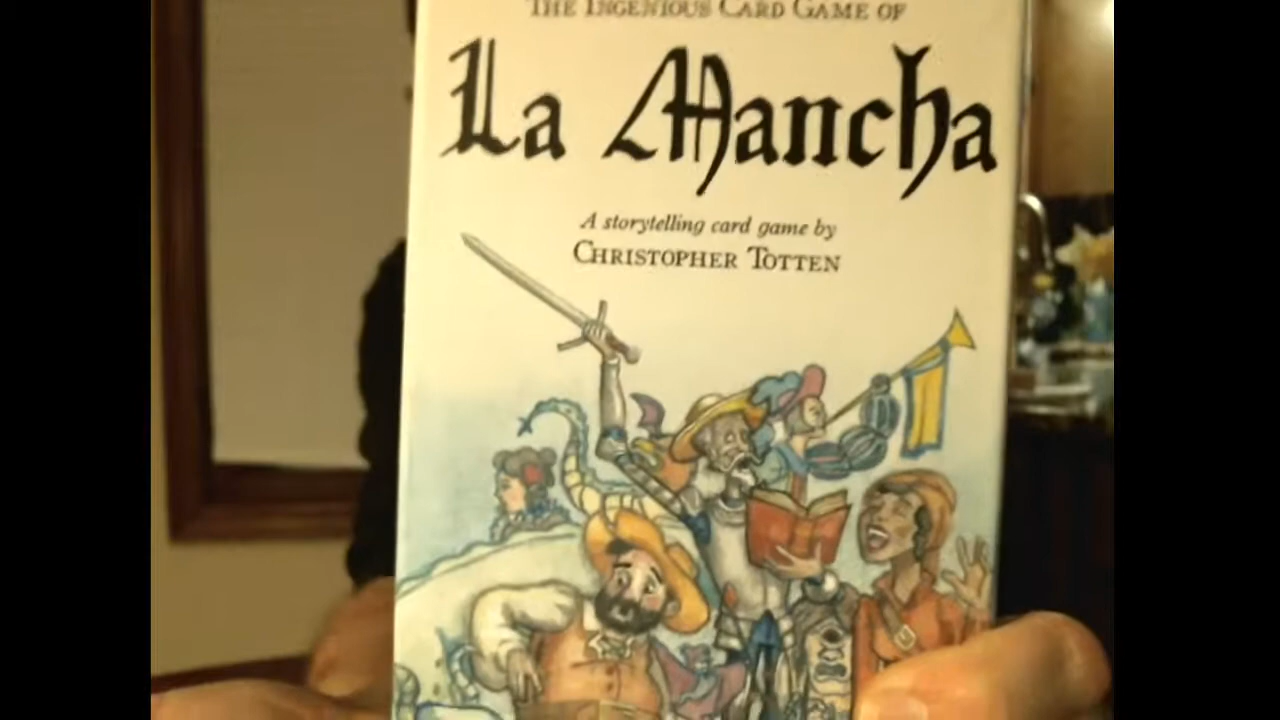 THE INGENIOUS CARD GAME OF
La Mancha
A storytelling card game by
CHRISTOPHER TOTTEN